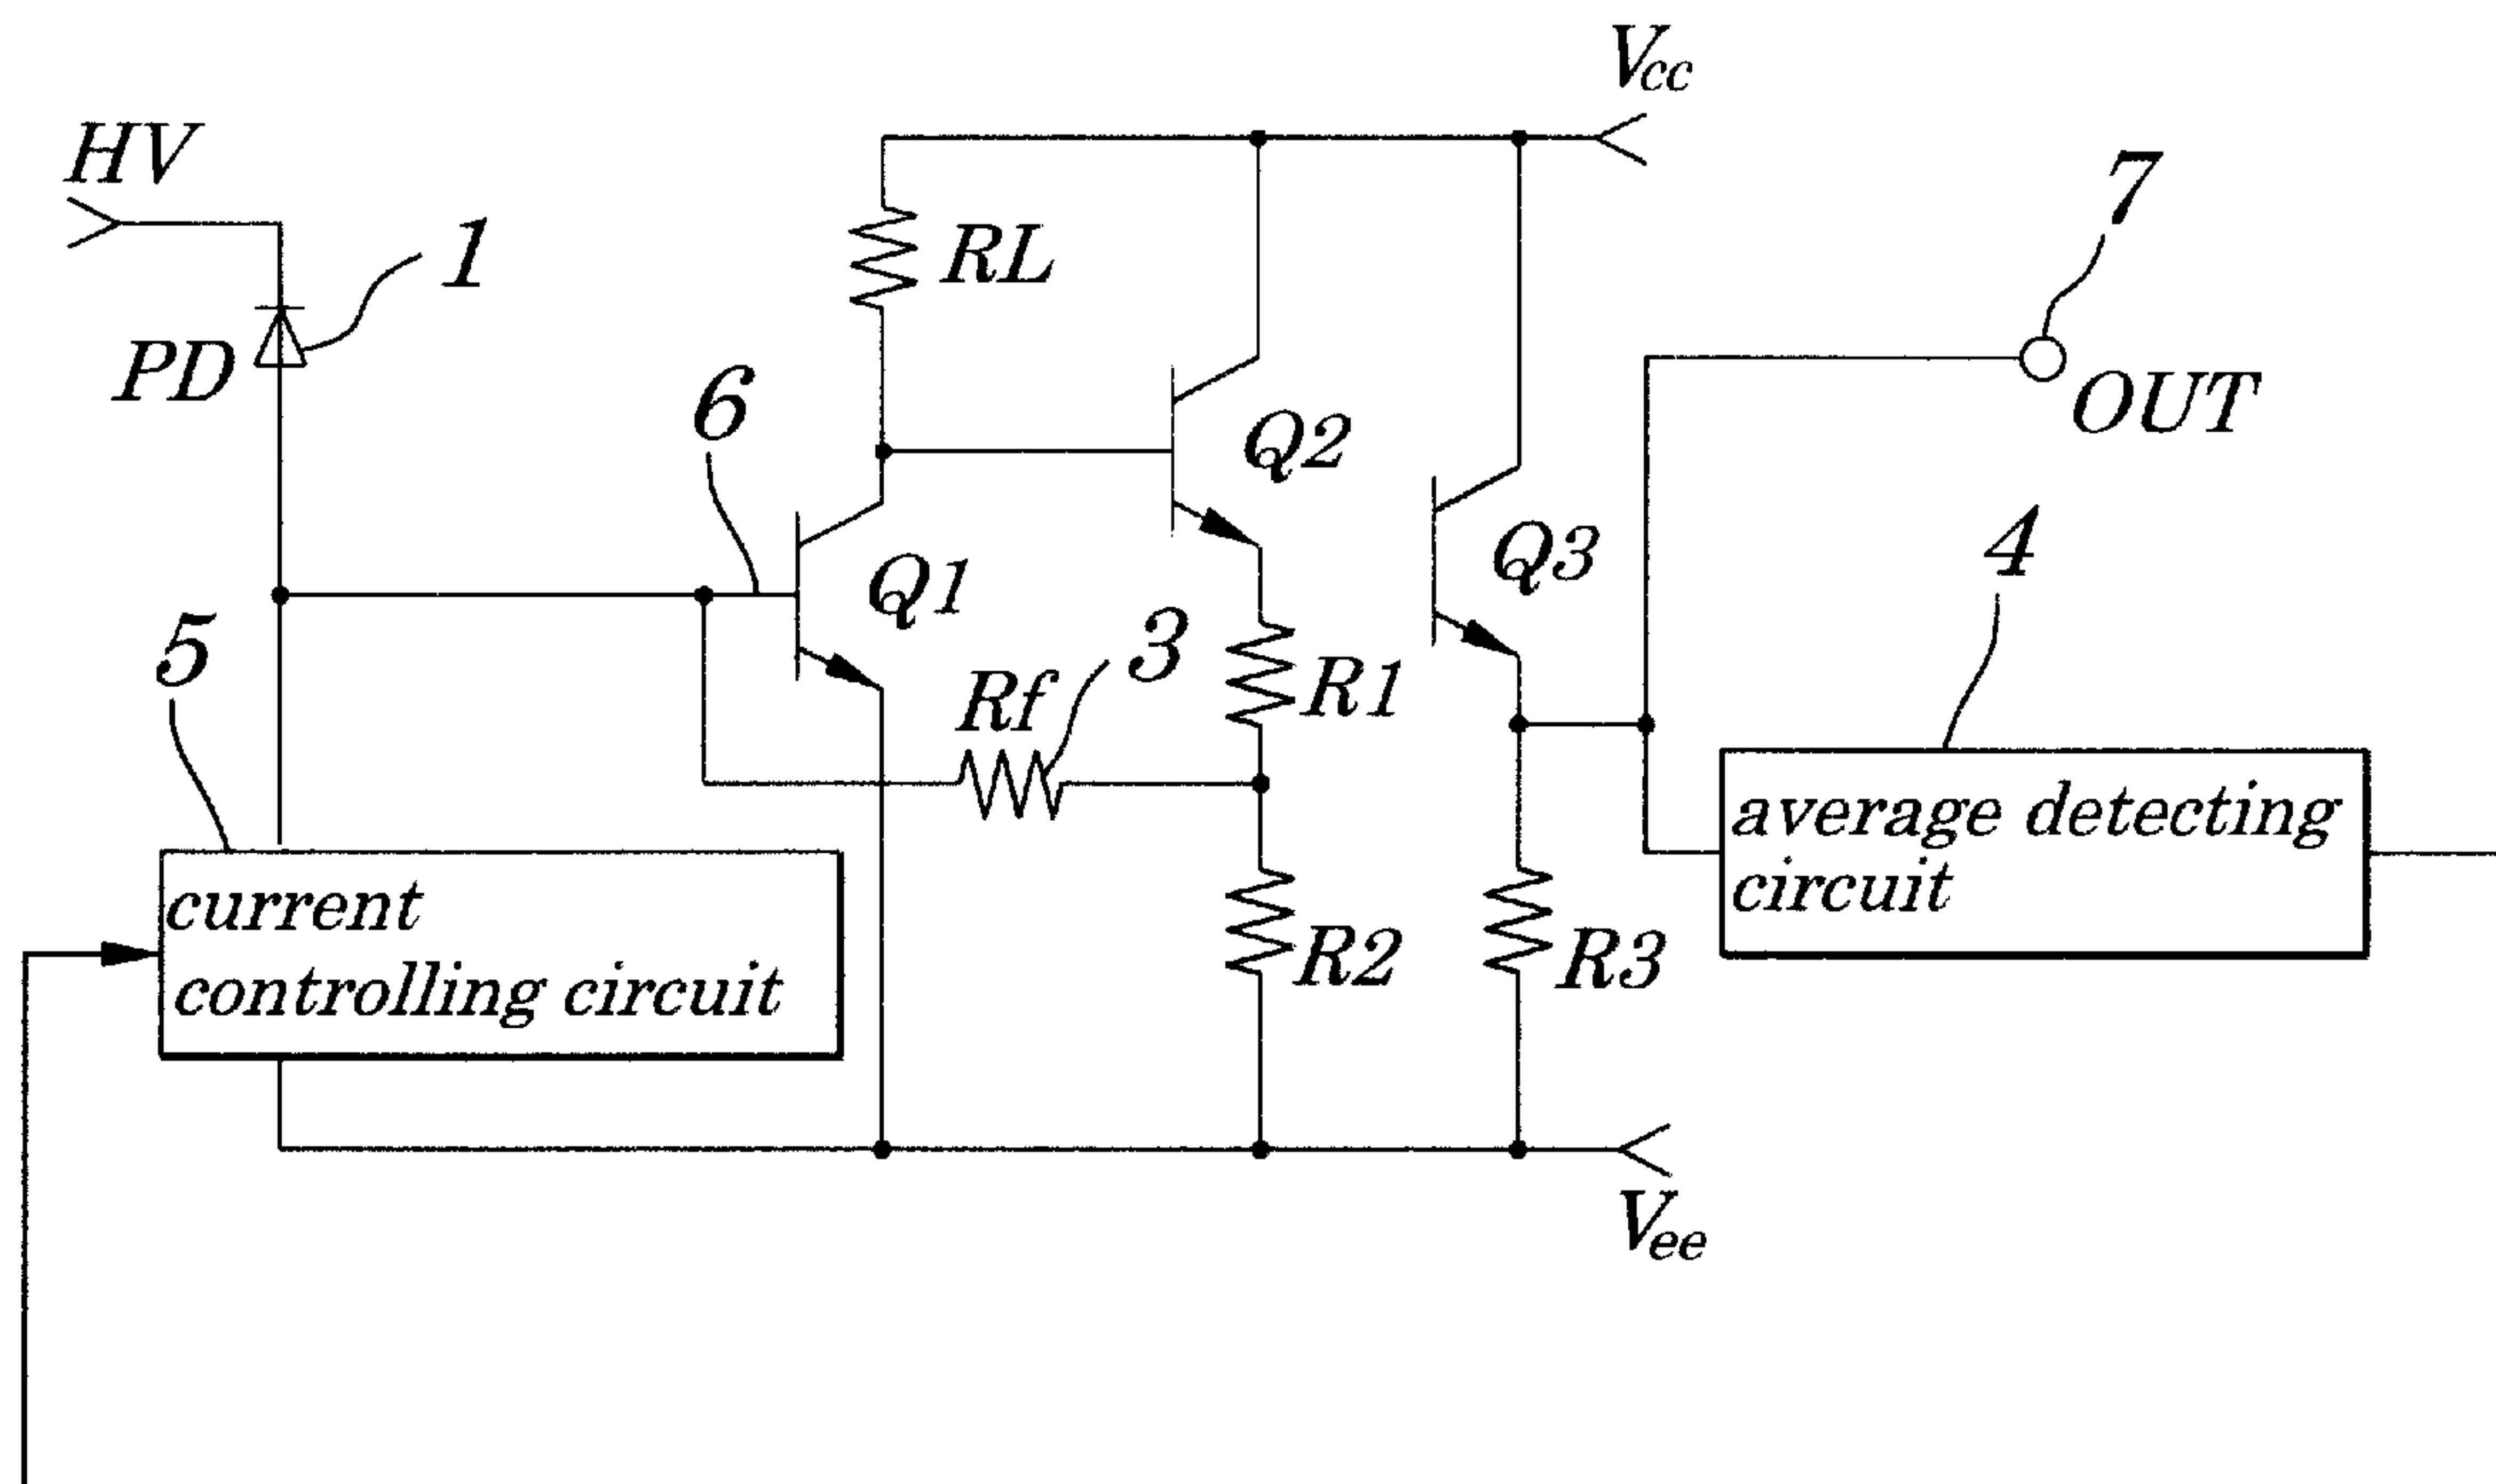 Vcc
HV
7
1
RL
PD
6
OUT
Q2
4
Q3
Q1
5
3
Rf
R1
average detecting
circuit
current
controlling circuit
R2
R3
Vee